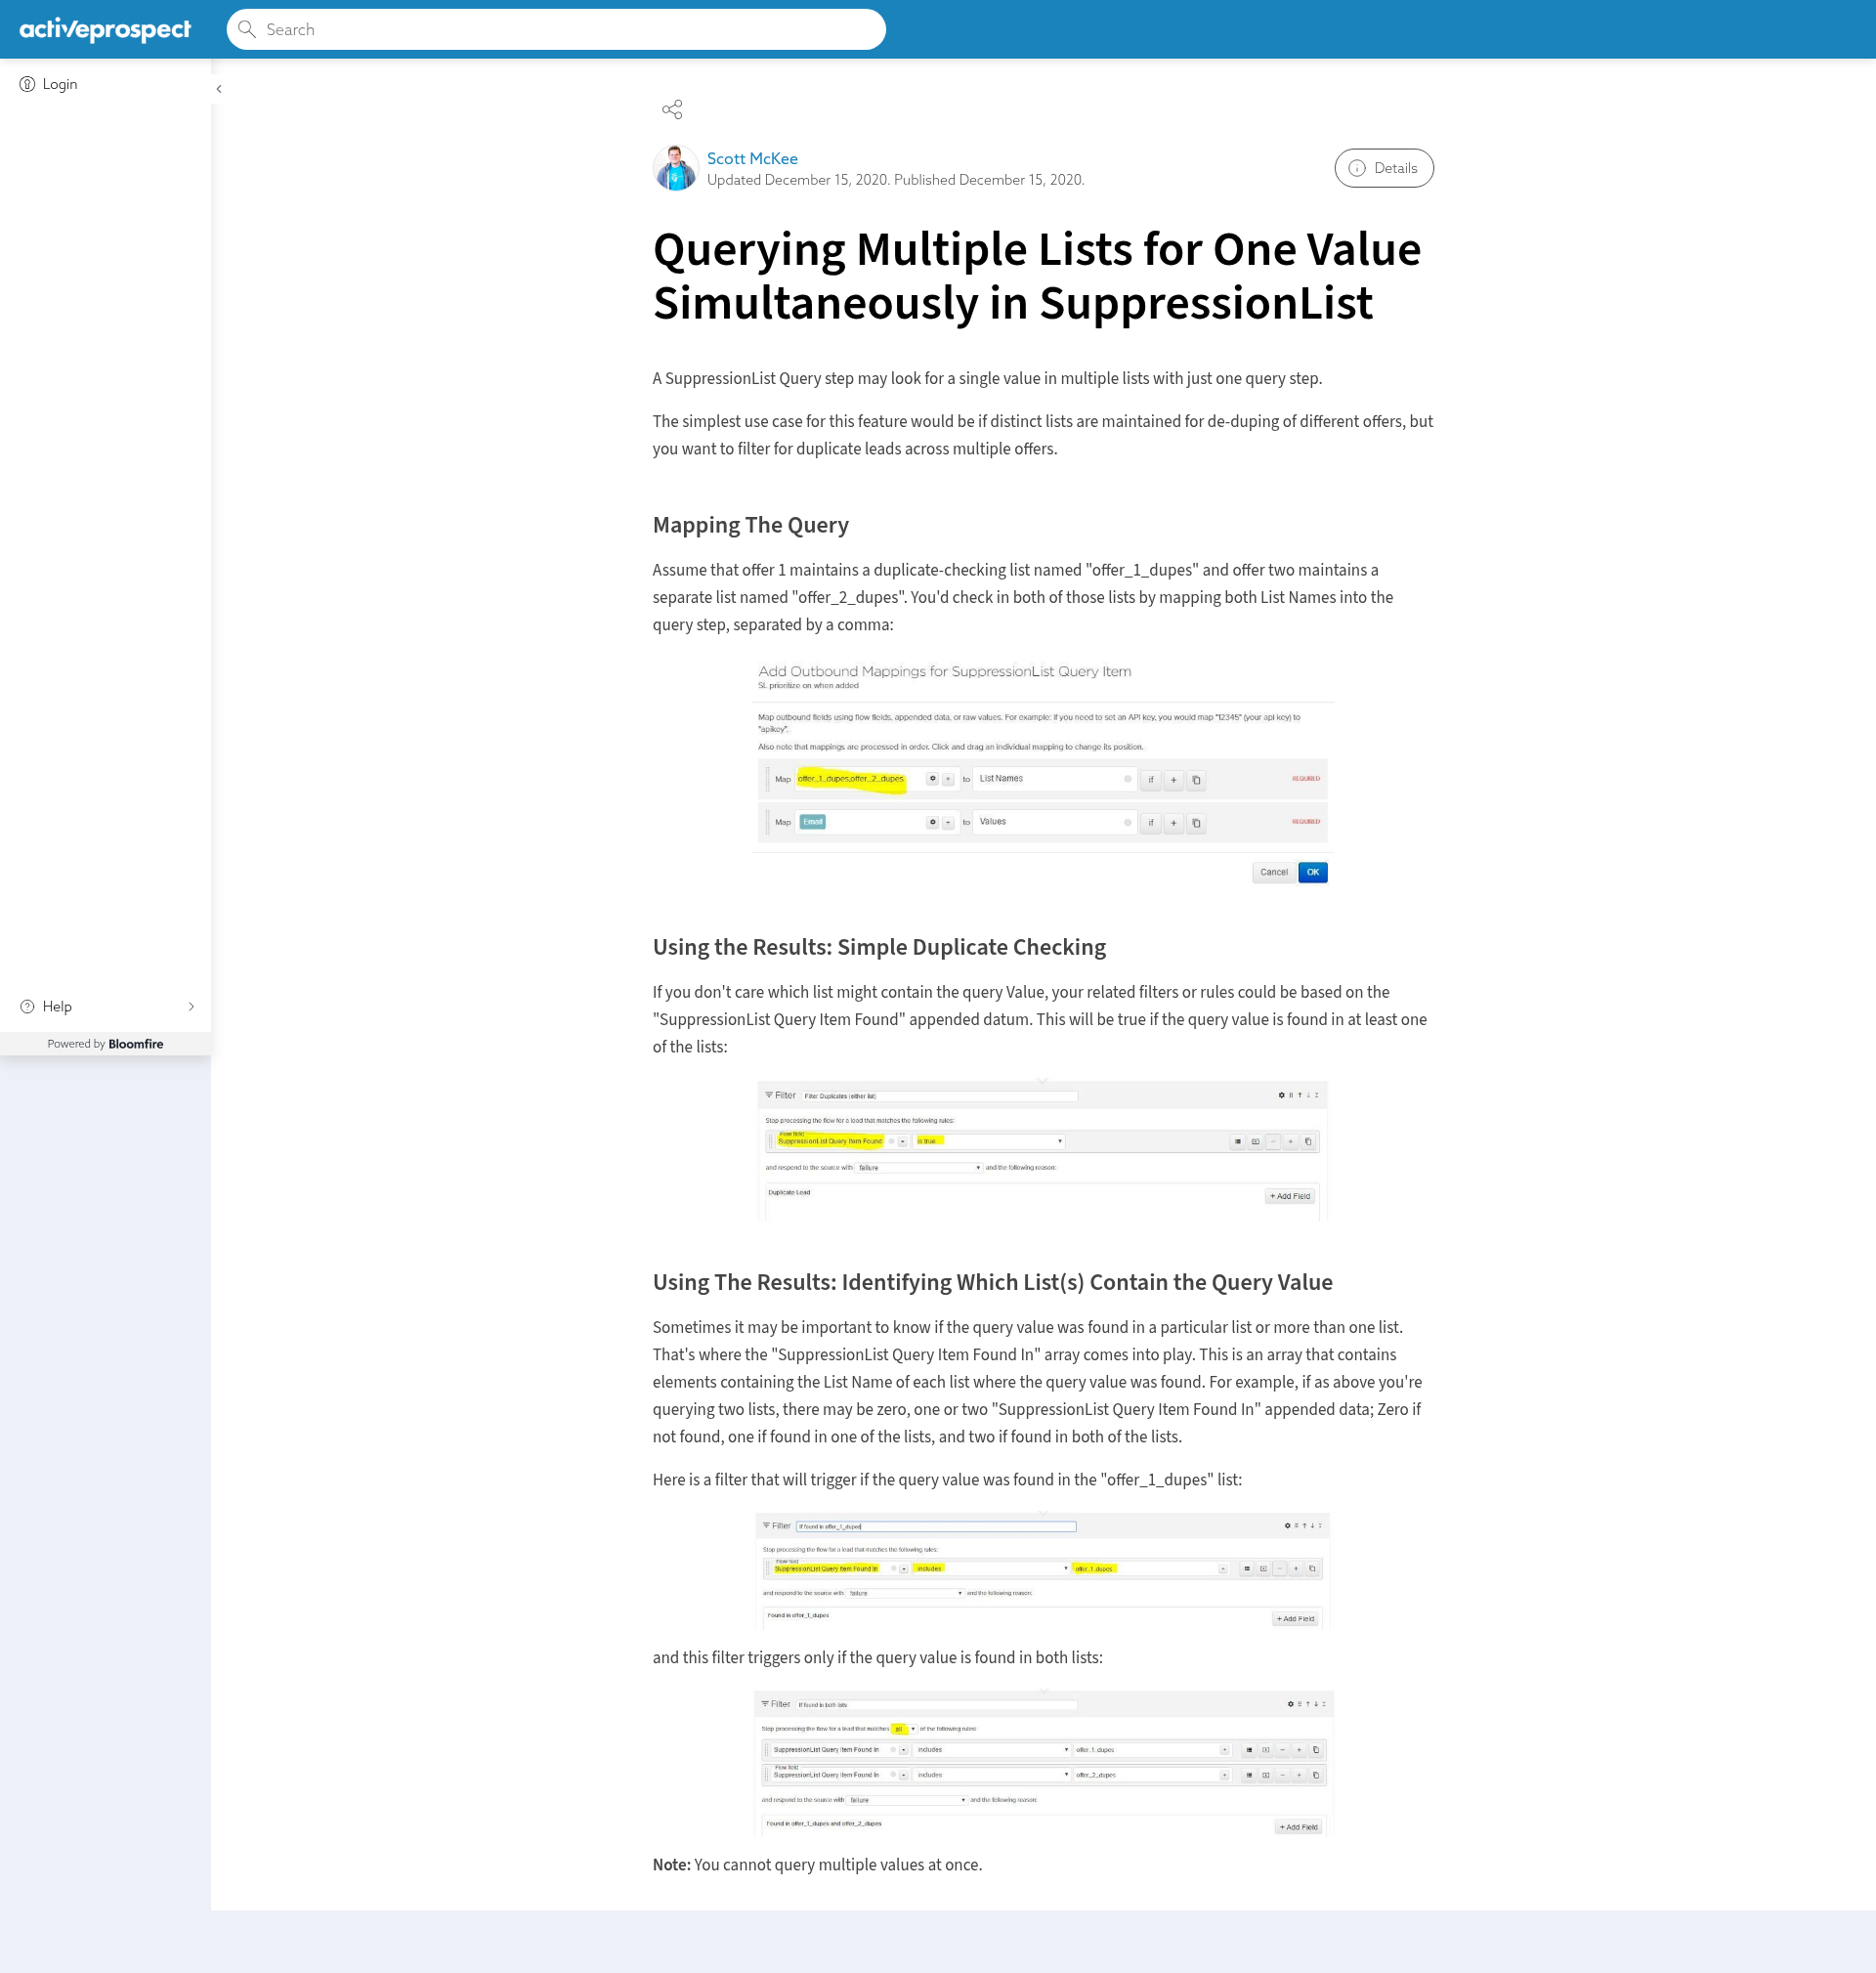 activeprospect
Search
Login
Scott McKee
Updated December 15, 2020. Published December 15, 2020.
Details
Querying Multiple Lists for One Value
Simultaneously in SuppressionList
A SuppressionList Query step may look for a single value in multiple lists with just one query step.
The simplest use case for this feature would be if distinct lists are maintained for de-duping of different offers, but
you want to filter for duplicate leads across multiple offers.
Mapping The Query
Assume that offer 1 maintains a duplicate-checking list named "offer_1_dupes" and offer two maintains a
separate list named "offer_2_dupes". You'd check in both of those lists by mapping both List Names into the
query step, separated by a comma:
Add Outbound Mappings for SuppressionList Query Item
SL prioritize on when added
Map outbound fields using flow fields, appended data, or raw values. For example: if you need to set an API key, you would map "12345" (your api key) to
"apikey".
Also note that mappings are processed in order. Click and drag an individual mapping to change its position.
Map offer_1_dupes,offer_2_dupes to List Names if + REQUIRED
Map Email to Values if + REQUIRED
Cancel OK
Using the Results: Simple Duplicate Checking
If you don't care which list might contain the query Value, your related filters or rules could be based on the
"SuppressionList Query Item Found" appended datum. This will be true if the query value is found in at least one
of the lists:
Filter Filter Duplicates (either list)
Stop processing the flow for a lead that matches the following rules:
Flow field
SuppressionList Query Item Found is true
and respond to the source with failure and the following reason:
Duplicate Lead
+ Add Field
Using The Results: Identifying Which List(s) Contain the Query Value
Sometimes it may be important to know if the query value was found in a particular list or more than one list.
That's where the "SuppressionList Query Item Found In" array comes into play. This is an array that contains
elements containing the List Name of each list where the query value was found. For example, if as above you're
querying two lists, there may be zero, one or two "SuppressionList Query Item Found In" appended data; Zero if
not found, one if found in one of the lists, and two if found in both of the lists.
Here is a filter that will trigger if the query value was found in the "offer_1_dupes" list:
Filter If found in offer_1_dupes
Stop processing the flow for a lead that matches the following rules:
Flow field
SuppressionList Query Item Found In includes offer_1_dupes
and respond to the source with failure and the following reason:
Found in offer_1_dupes
+ Add Field
and this filter triggers only if the query value is found in both lists:
Filter If found in both lists
Stop processing the flow for a lead that matches all of the following rules:
SuppressionList Query Item Found In includes offer_1_dupes
Flow field
SuppressionList Query Item Found In includes offer_2_dupes
and respond to the source with failure and the following reason:
Found in offer_1_dupes and offer_2_dupes
+ Add Field
Note: You cannot query multiple values at once.
Help
Powered by Bloomfire